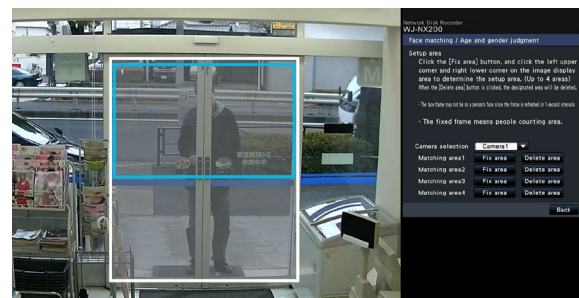 Network Disk Recorder
WJ-NX200
Face matching / Age and gender judgment
Setup area
Click the [Fix area] button, and click the left upper
corner and right lower corner on the image display
area to determine the setup area. (Up to 4 areas)
When the [Delete area] button is clicked, the designated area will be deleted.
· The face frame may not be on a person's face since the frame is refreshed in 1-second intervals.
· The fixed frame means people counting area.
Camera selection Camera1
Matching area1 Fix area Delete area
Matching area2 Fix area Delete area
Matching area3 Fix area Delete area
Matching area4 Fix area Delete area
Back
1
M